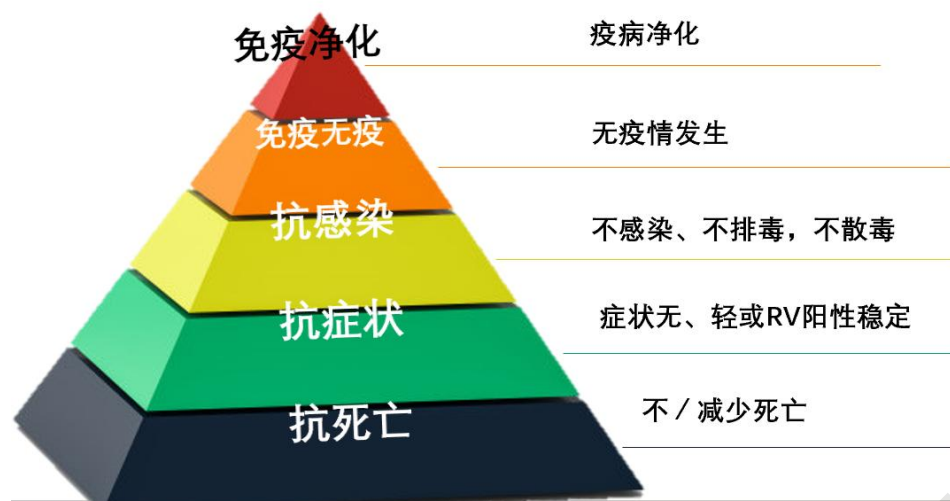 免疫净化
疫病净化
免疫无疫
无疫情发生
抗感染
不感染、不排毒，不散毒
抗症状
症状无、轻或RV阳性稳定
抗死亡
不／减少死亡